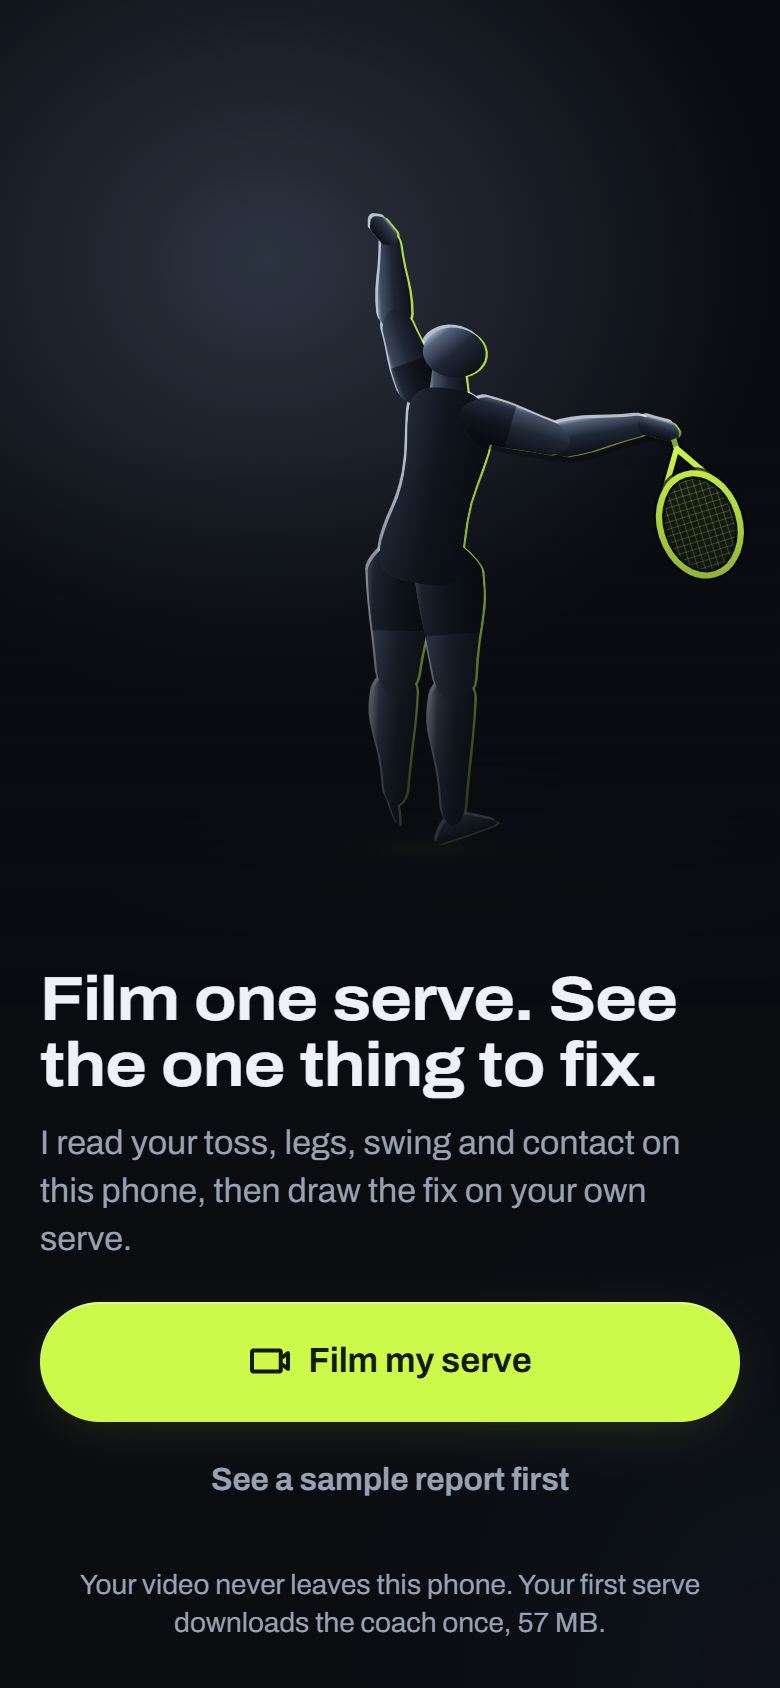 Film one serve. See
the one thing to fix.
I read your toss, legs, swing and contact on
this phone, then draw the fix on your own
serve.
Film my serve
See a sample report first
Your video never leaves this phone. Your first serve
downloads the coach once, 57 MB.